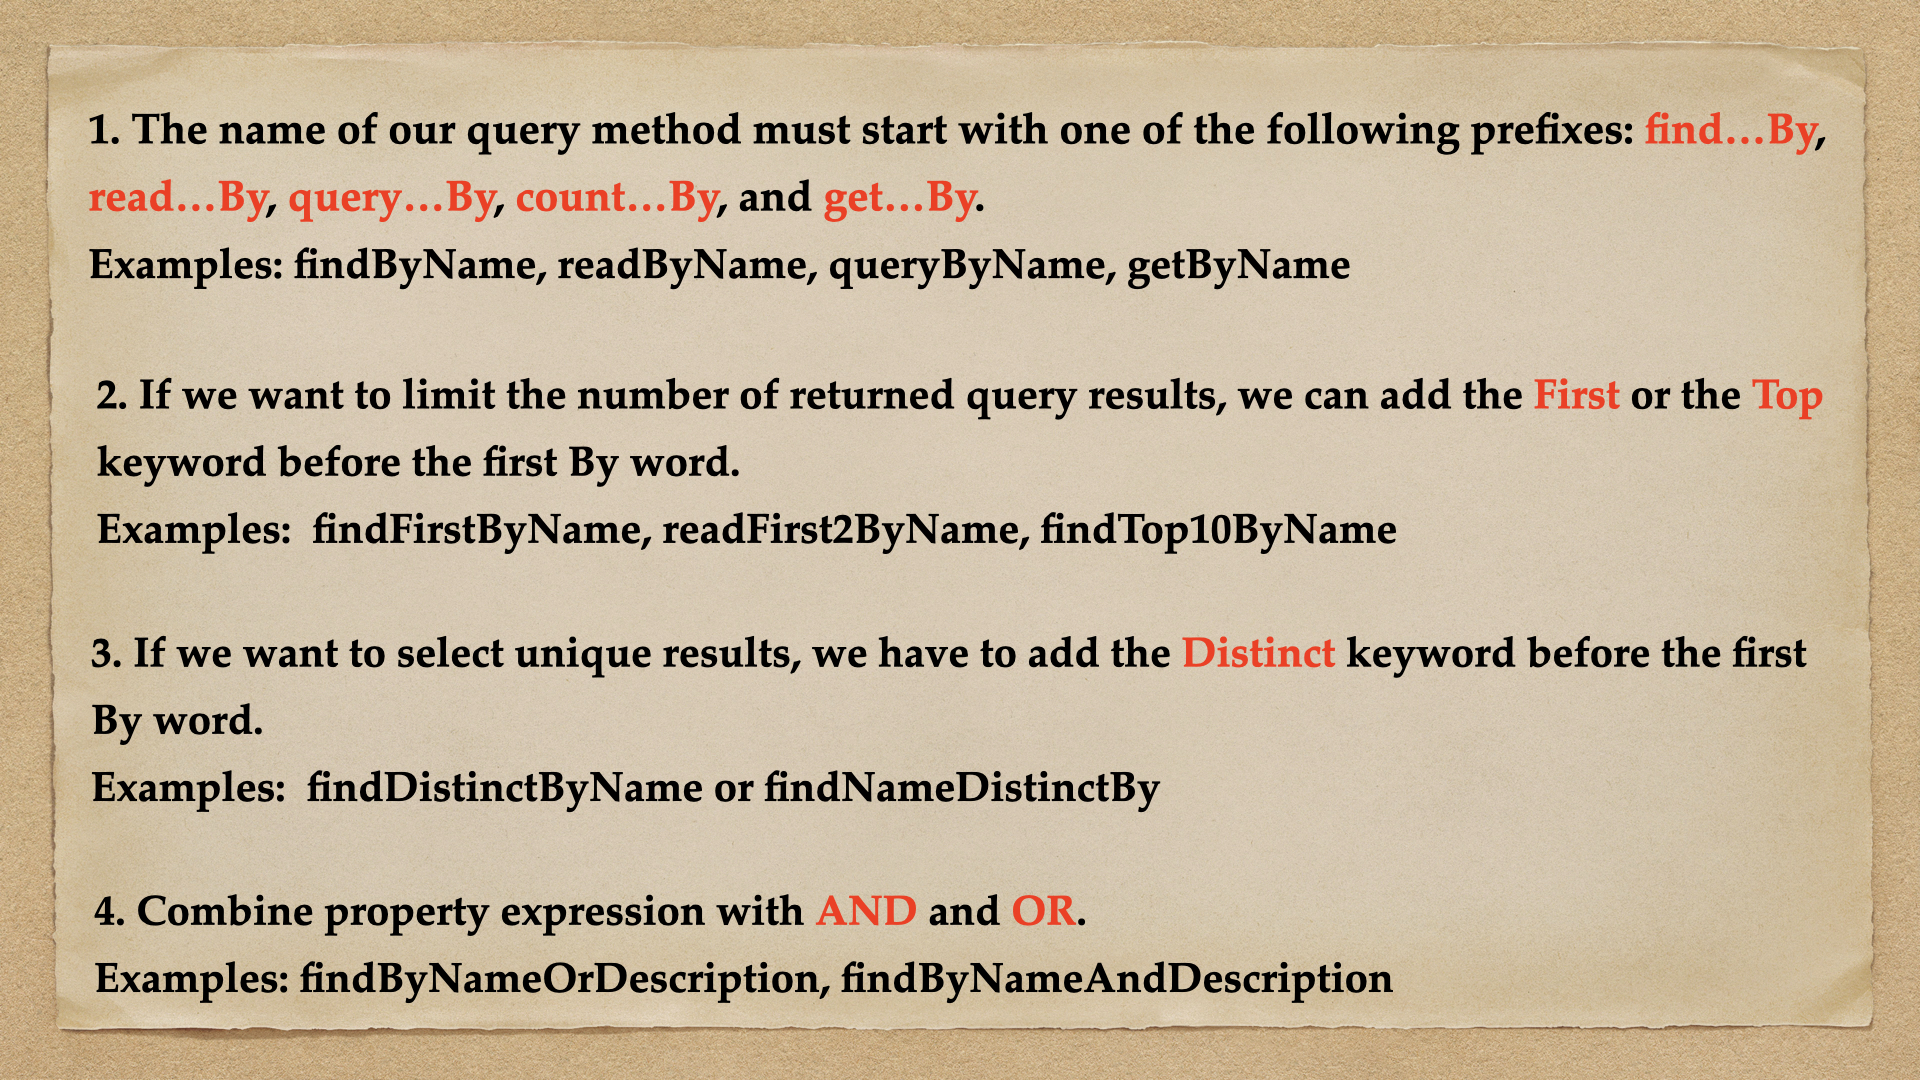 1. The name of our query method must start with one of the following prefixes: find…By,
read…By, query…By, count…By, and get…By.
Examples: findByName, readByName, queryByName, getByName
2. If we want to limit the number of returned query results, we can add the First or the Top
keyword before the first By word.
Examples:  findFirstByName, readFirst2ByName, findTop10ByName
3. If we want to select unique results, we have to add the Distinct keyword before the first
By word.
Examples:  findDistinctByName or findNameDistinctBy
4. Combine property expression with AND and OR.
Examples: findByNameOrDescription, findByNameAndDescription